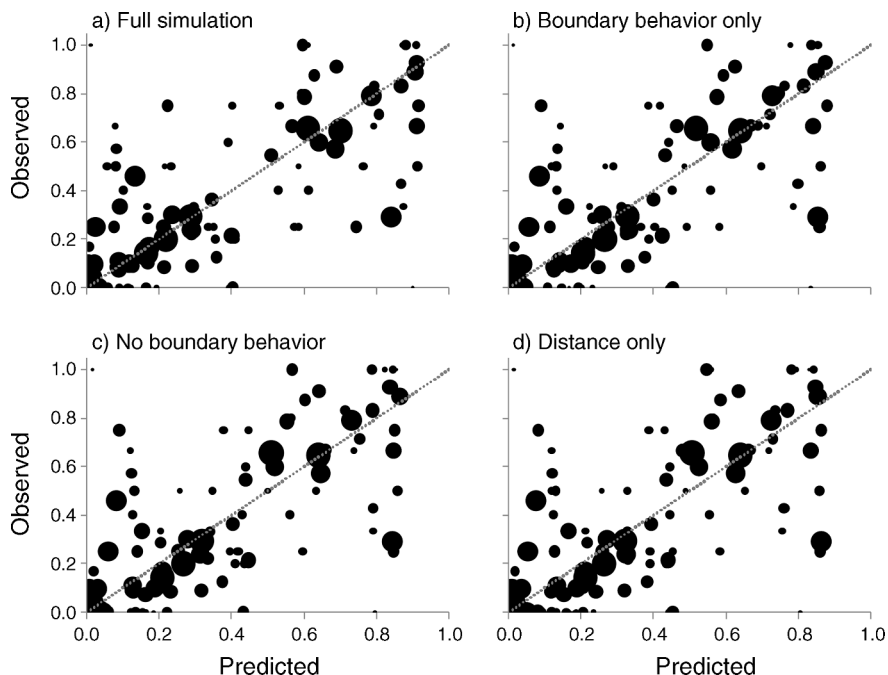 a) Full simulation
b) Boundary behavior only
Observed
1.0
0.8
0.6
0.4
0.2
0.0
c) No boundary behavior
d) Distance only
Observed
1.0
0.8
0.6
0.4
0.2
0.0
0.0 0.2 0.4 0.6 0.8 1.0
0.0 0.2 0.4 0.6 0.8 1.0
Predicted
Predicted